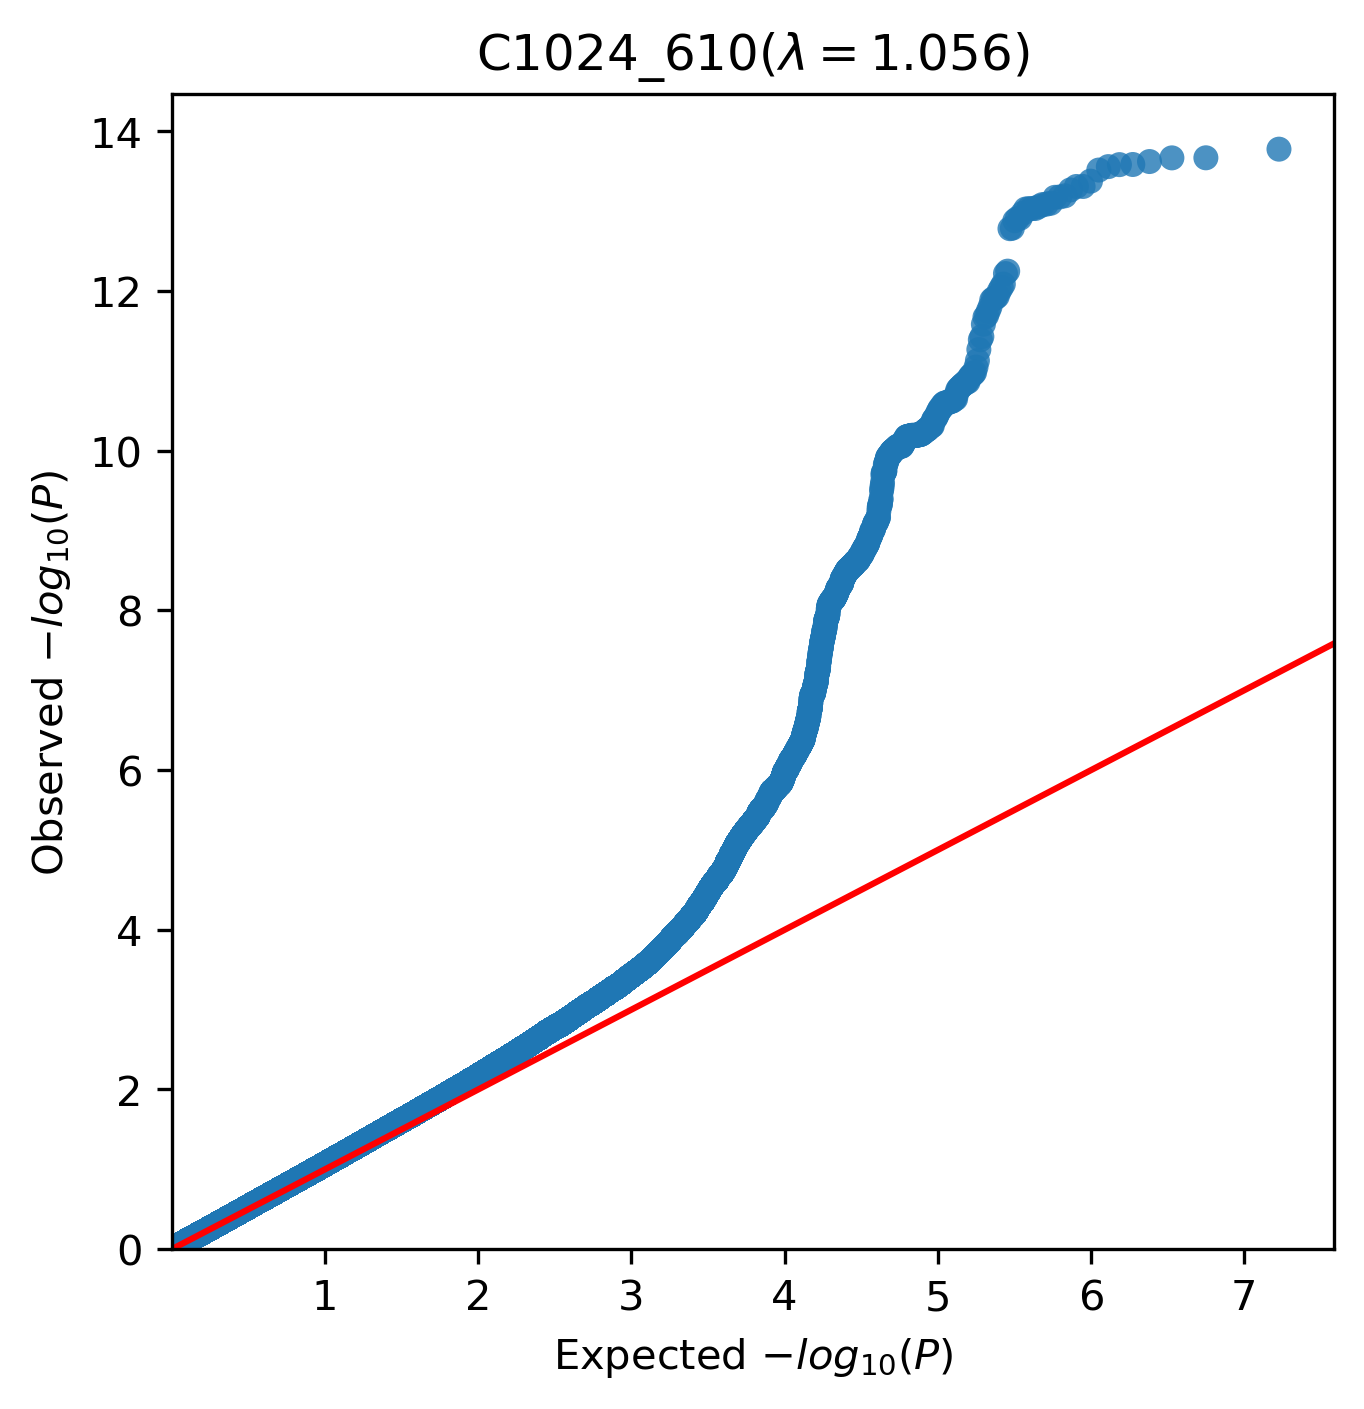 C1024_610(λ = 1.056)
14
12
10
8
6
4
2
0
Observed −log₁₀(P)
1 2 3 4 5 6 7
Expected −log₁₀(P)